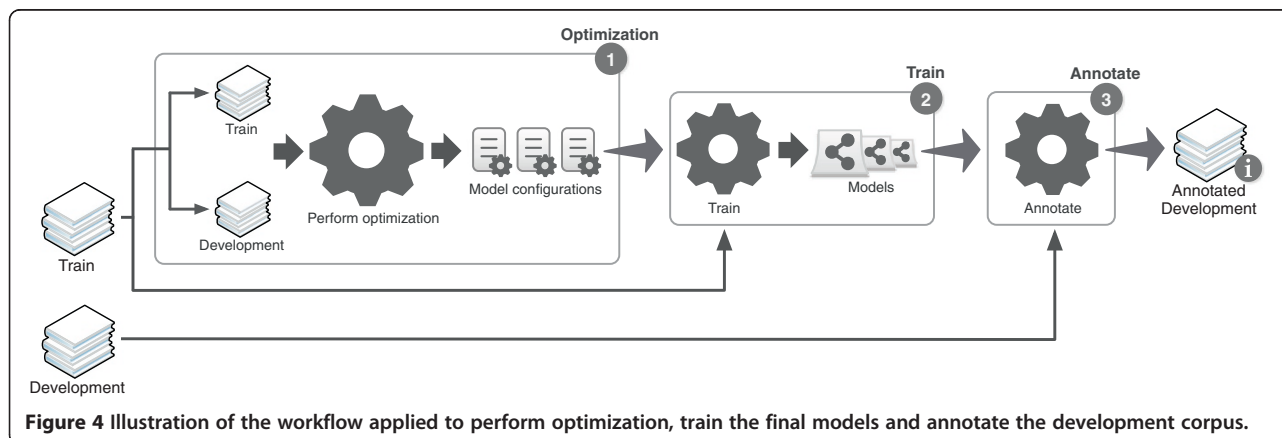 Optimization
1
Train
2
Annotate
3
Train
Development
Perform optimization
Model configurations
Train
Models
Annotate
i
Annotated
Development
Train
Development
Figure 4 Illustration of the workflow applied to perform optimization, train the final models and annotate the development corpus.